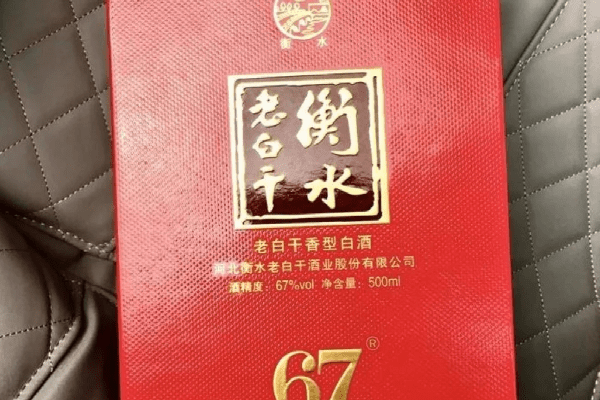 衡 水
衡水
老白干
老白干香型白酒
河北衡水老白干酒业股份有限公司
酒精度：67%vol 净含量：500ml
67®